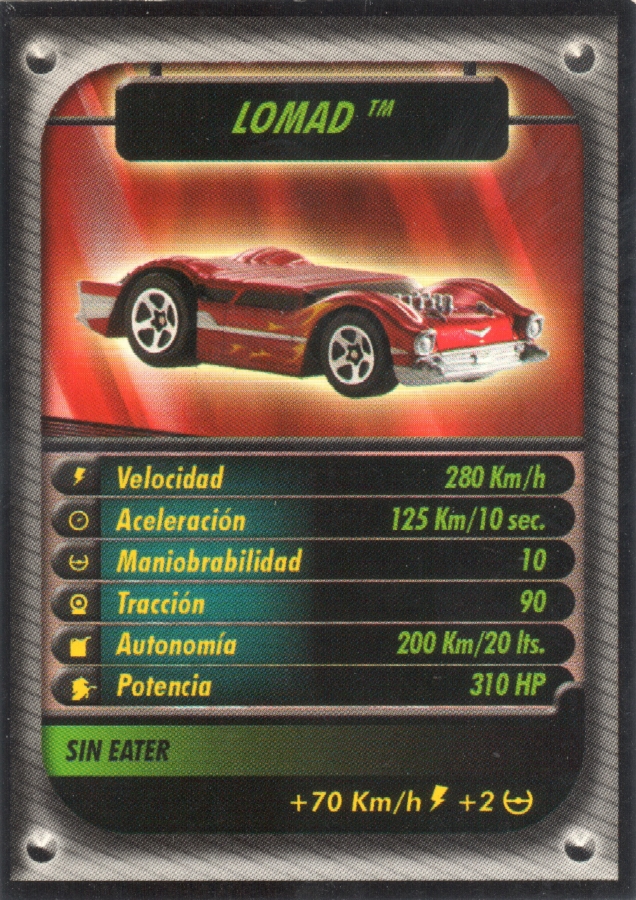 LOMAD ™
Velocidad 280 Km/h
Aceleración 125 Km/10 sec.
Maniobrabilidad 10
Tracción 90
Autonomía 200 Km/20 lts.
Potencia 310 HP
SIN EATER
+70 Km/h +2